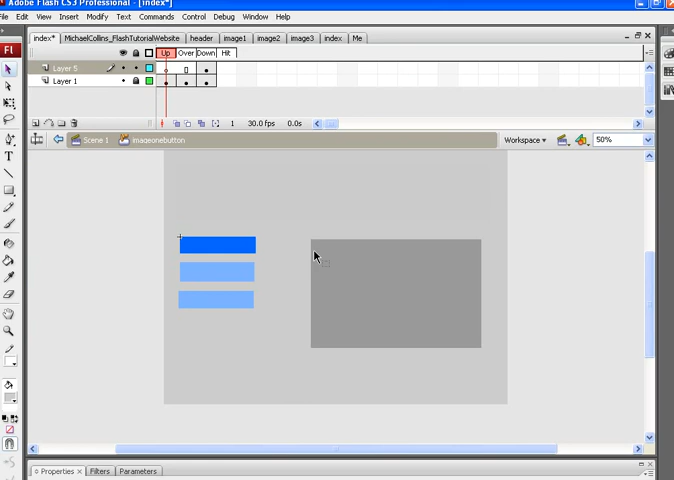 Adobe Flash CS3 Professional - [index*]
File Edit View Insert Modify Text Commands Control Debug Window Help
index* MichaelCollins_FlashTutorialWebsite header image1 image2 image3 index Me
Fl Up Over Down Hit
Layer 5
Layer 1
1 30.0 fps 0.0s
Scene 1 imageonebutton Workspace 50%
T
Properties Filters Parameters